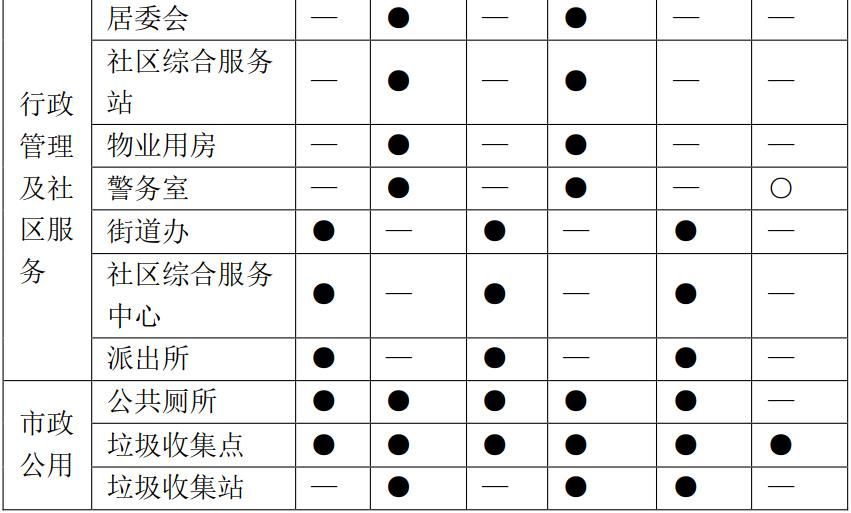 行政
管理
及社
区服
务
居委会 — ● — ● — —
社区综合服务
站 — ● — ● — —
物业用房 — ● — ● — —
警务室 — ● — ● — ○
街道办 ● — ● — ● —
社区综合服务
中心 ● — ● — ● —
派出所 ● — ● — ● —
市政
公用
公共厕所 ● ● ● ● ● —
垃圾收集点 ● ● ● ● ● ●
垃圾收集站 — ● — ● ● —